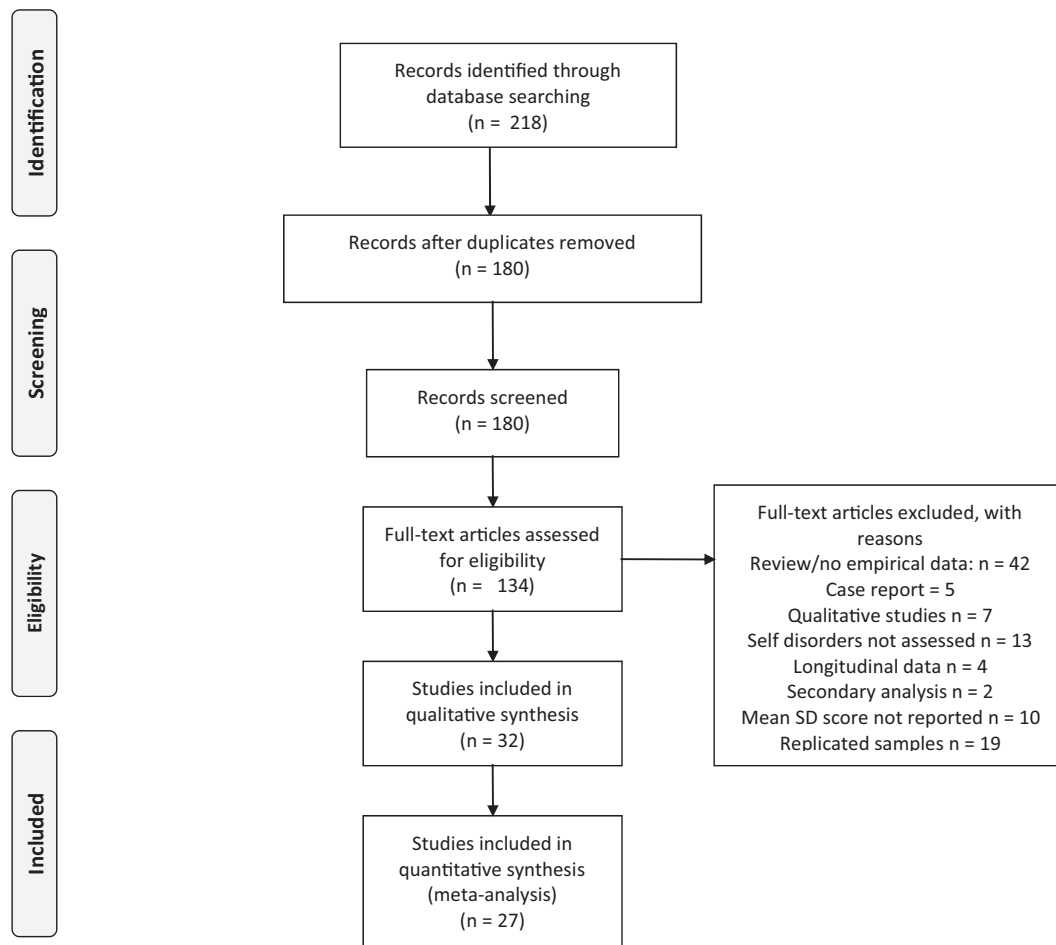 Identification
Records identified through
database searching
(n = 218)
Records after duplicates removed
(n = 180)
Screening
Records screened
(n = 180)
Eligibility
Full-text articles assessed
for eligibility
(n = 134)
Full-text articles excluded, with
reasons
Review/no empirical data: n = 42
Case report = 5
Qualitative studies n = 7
Self disorders not assessed n = 13
Longitudinal data n = 4
Secondary analysis n = 2
Mean SD score not reported n = 10
Replicated samples n = 19
Studies included in
qualitative synthesis
(n = 32)
Included
Studies included in
quantitative synthesis
(meta-analysis)
(n = 27)